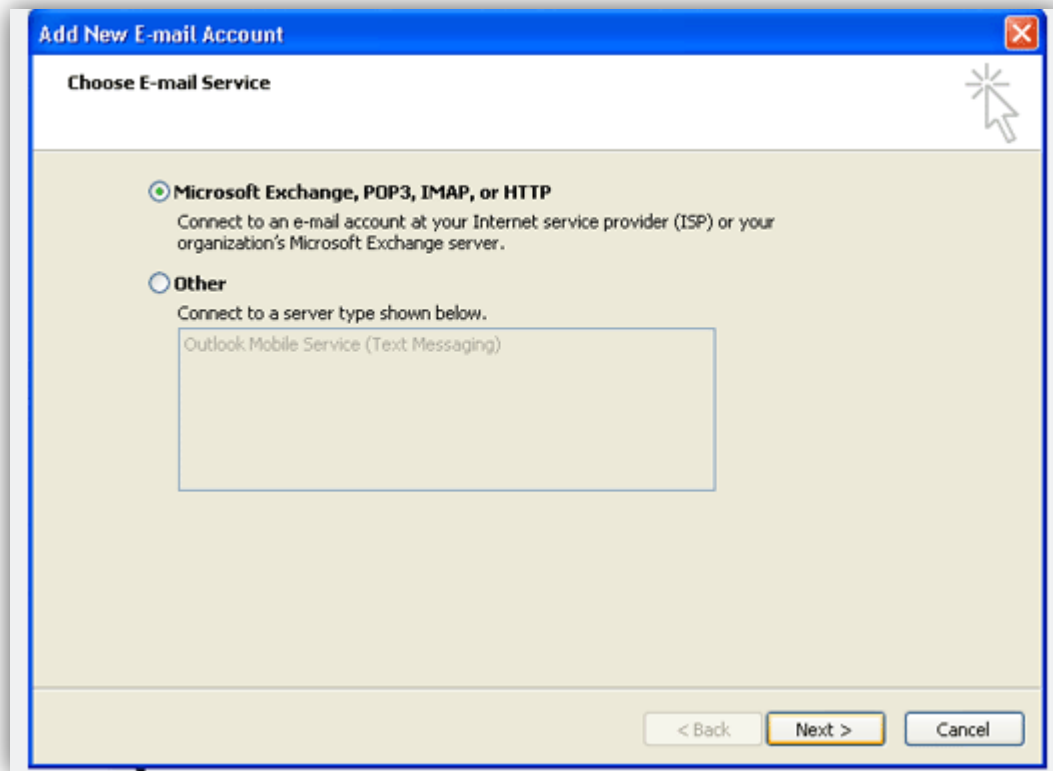 Add New E-mail Account
Choose E-mail Service
Microsoft Exchange, POP3, IMAP, or HTTP
Connect to an e-mail account at your Internet service provider (ISP) or your
organization's Microsoft Exchange server.
Other
Connect to a server type shown below.
Outlook Mobile Service (Text Messaging)
< Back
Next >
Cancel